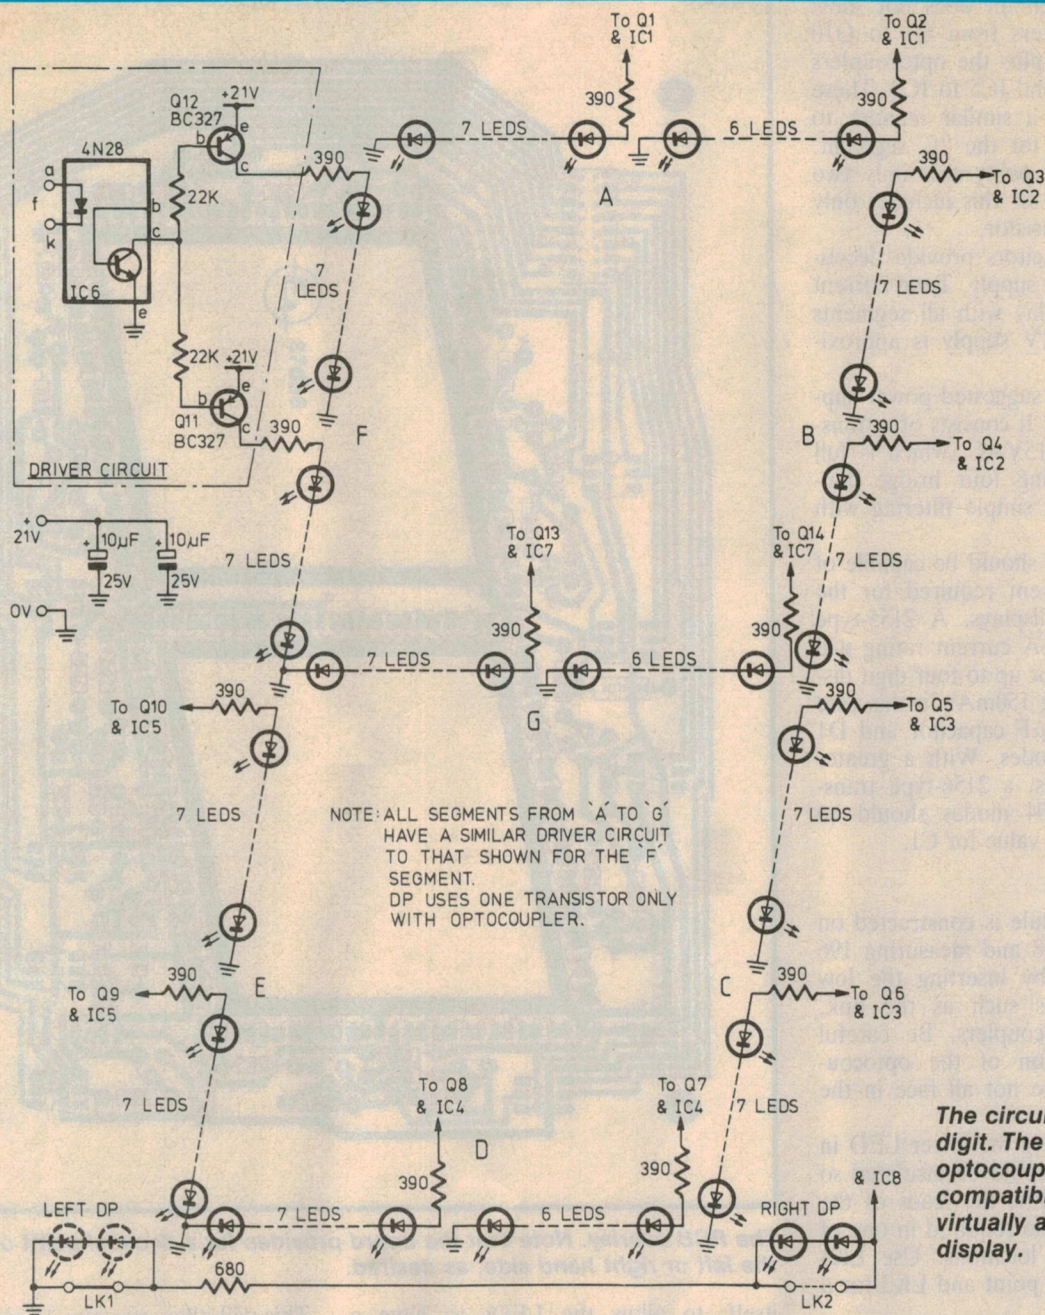 To Q1
& IC1
To Q2
& IC1
Q12
BC327
+21V
390
390
7 LEDS
6 LEDS
4N28
a
f
k
b
c
e
IC6
b
e
c
22K
390
390
To Q3
& IC2
A
7
LEDS
7 LEDS
22K
+21V
e
b
c
Q11
BC327
390
F
B
390
To Q4
& IC2
DRIVER CIRCUIT
+
21V
+ 10µF
25V
+ 10µF
25V
0V
7 LEDS
To Q13
& IC7
To Q14
& IC7
7 LEDS
390
390
7 LEDS
6 LEDS
390
To Q10
& IC5
G
390
To Q5
& IC3
7 LEDS
7 LEDS
NOTE: ALL SEGMENTS FROM `A´ TO `G´
HAVE A SIMILAR DRIVER CIRCUIT
TO THAT SHOWN FOR THE `F´
SEGMENT.
DP USES ONE TRANSISTOR ONLY
WITH OPTOCOUPLER.
390
To Q9
& IC5
E
C
390
To Q6
& IC3
7 LEDS
7 LEDS
To Q8
& IC4
To Q7
& IC4
D
390
390
The circu
digit. The
optocoup
compatib
virtually a
display.
& IC8
LEFT DP
7 LEDS
6 LEDS
RIGHT DP
680
LK1
LK2